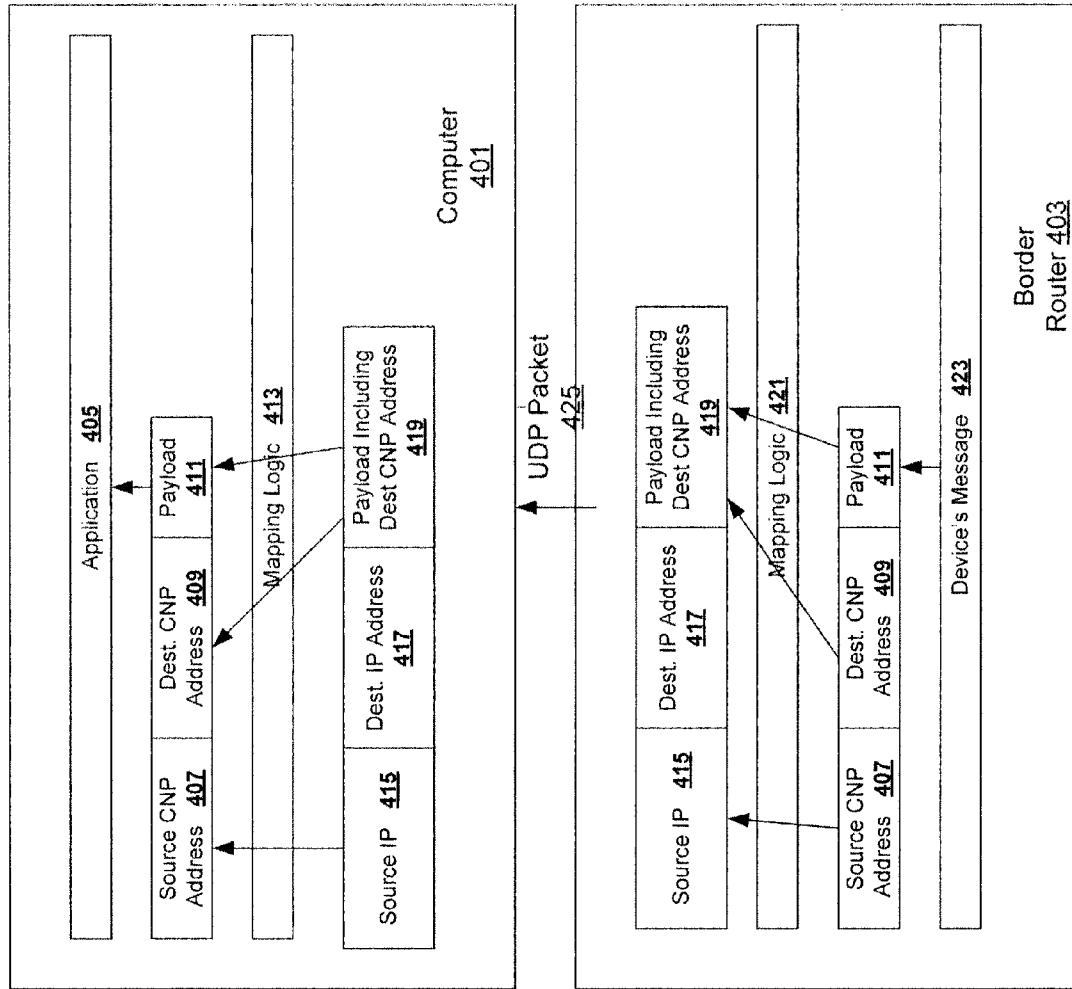 Application 405
Source CNP
Address 407
Dest. CNP
Address 409
Payload
411
Mapping Logic 413
Source IP 415
Dest. IP Address
417
Payload Including
Dest CNP Address
419
Computer
401
UDP Packet
425
Source IP 415
Dest. IP Address
417
Payload Including
Dest CNP Address
419
Mapping Logic 421
Source CNP
Address 407
Dest. CNP
Address 409
Payload
411
Device's Message 423
Border
Router 403